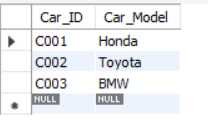 Car_ID Car_Model
C001 Honda
C002 Toyota
C003 BMW
NULL NULL